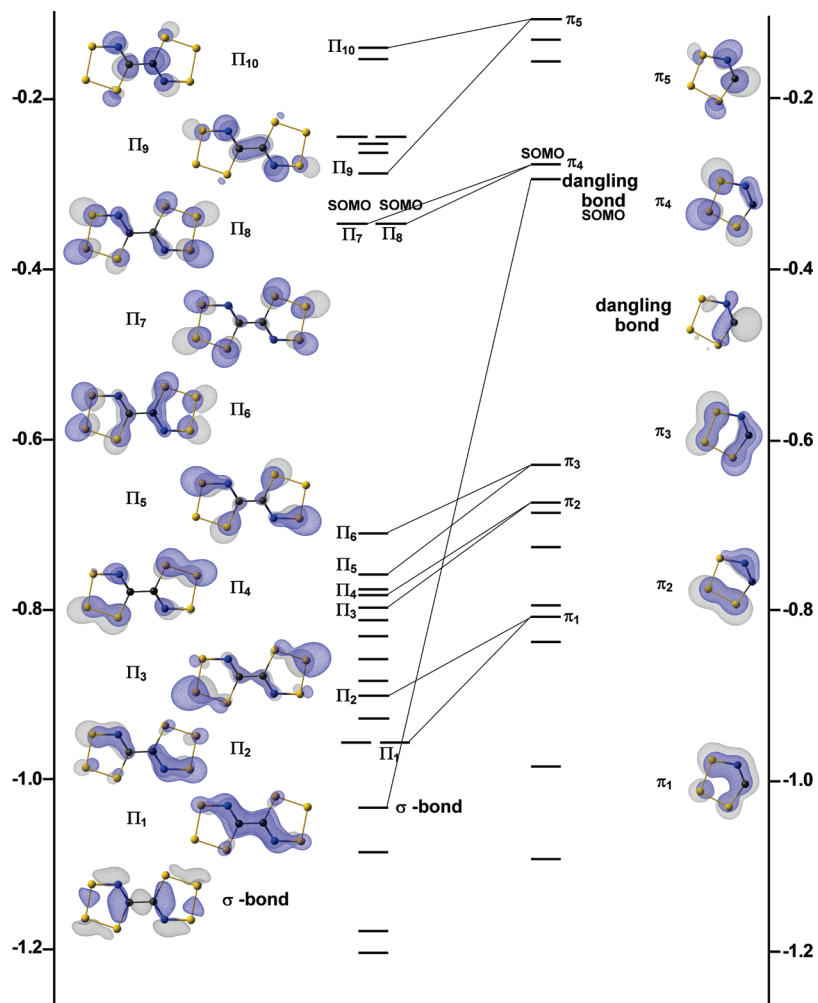 π5
Π10
Π10
-0.2
-0.2
π5
Π9
Π9
SOMO
π4
dangling
bond
SOMO
SOMO SOMO
Π7 Π8
Π8
π4
-0.4
-0.4
dangling
bond
Π7
Π6
π3
-0.6
-0.6
π3
Π5
π2
Π6
Π5
Π4
Π3
Π4
π2
-0.8
-0.8
π1
Π3
Π2
Π2
Π1
-1.0
-1.0
π1
Π1
σ -bond
σ -bond
-1.2
-1.2